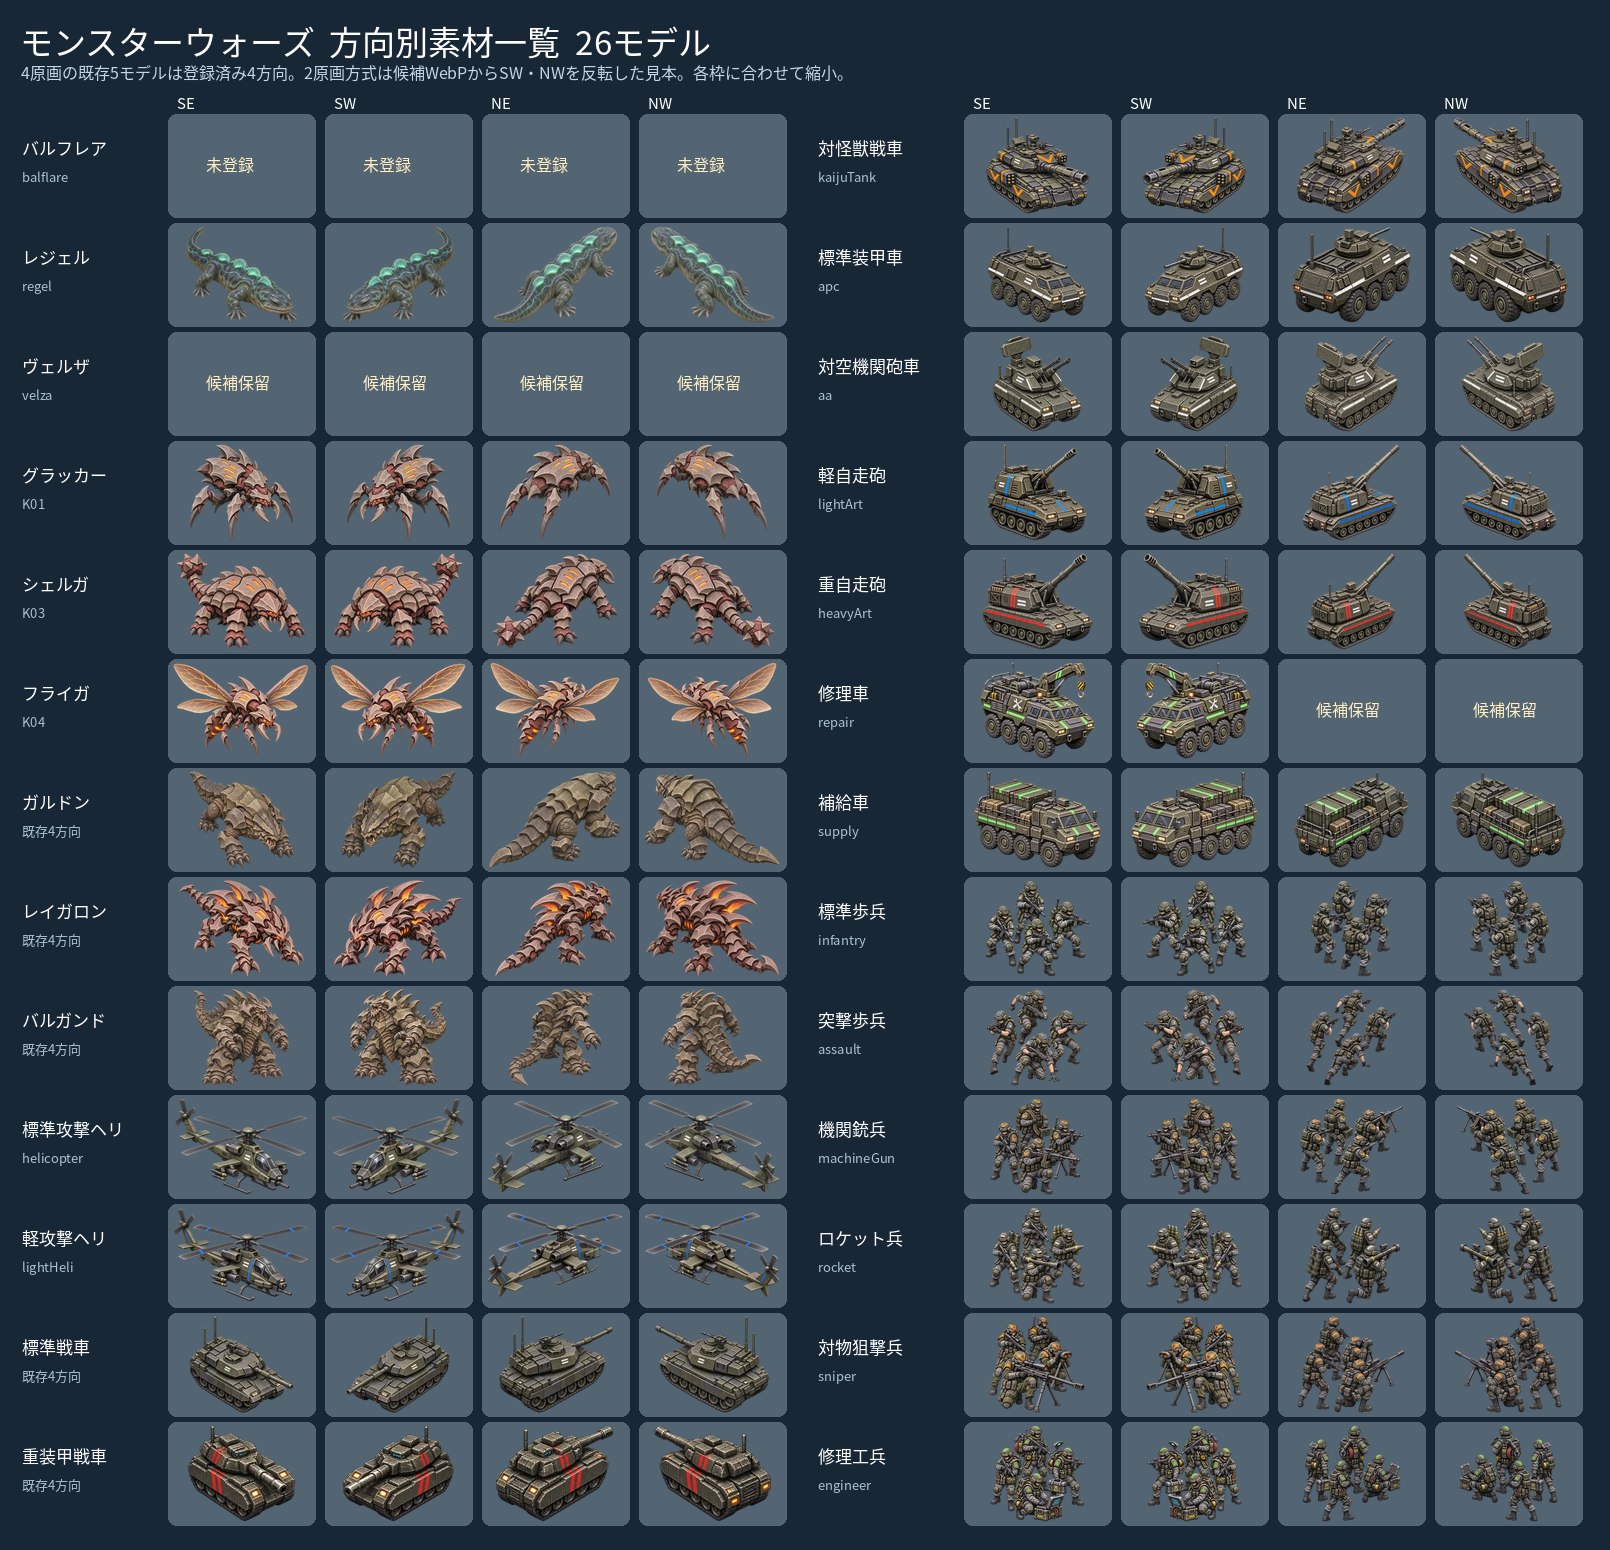 モンスターウォーズ 方向別素材一覧 26モデル
4原画の既存5モデルは登録済み4方向。2原画方式は候補WebPからSW・NWを反転した見本。各枠に合わせて縮小。
SE SW NE NW
バルフレア
balflare
未登録 未登録 未登録 未登録
レジェル
regel
ヴェルザ
velza
候補保留 候補保留 候補保留 候補保留
グラッカー
K01
シェルガ
K03
フライガ
K04
ガルドン
既存4方向
レイガロン
既存4方向
バルガンド
既存4方向
標準攻撃ヘリ
helicopter
軽攻撃ヘリ
lightHeli
標準戦車
既存4方向
重装甲戦車
既存4方向
SE SW NE NW
対怪獣戦車
kaijuTank
標準装甲車
apc
対空機関砲車
aa
軽自走砲
lightArt
重自走砲
heavyArt
修理車
repair
候補保留 候補保留
補給車
supply
標準歩兵
infantry
突撃歩兵
assault
機関銃兵
machineGun
ロケット兵
rocket
対物狙撃兵
sniper
修理工兵
engineer